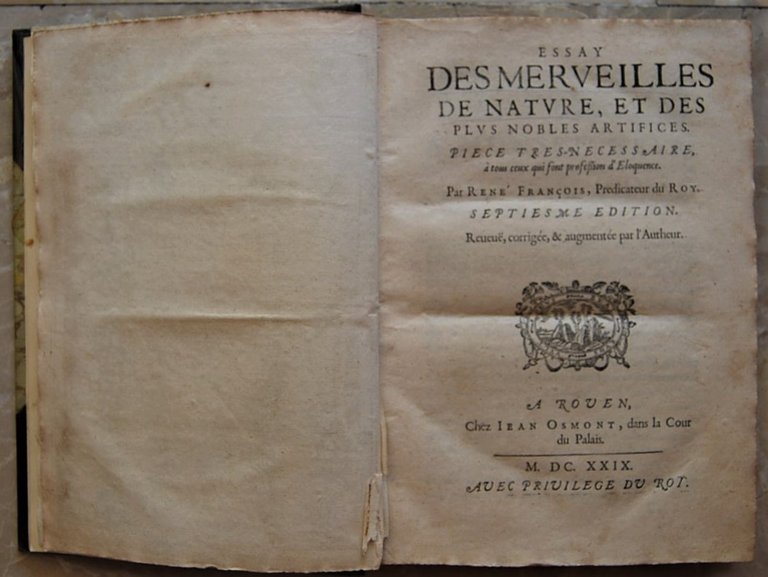 ESSAY
DES MERVEILLES
DE NATVRE, ET DES
PLVS NOBLES ARTIFICES.
PIECE TRES-NECESSAIRE,
à tous ceux qui font profession d'Eloquence.
Par RENÉ FRANÇOIS, Predicateur du ROY.
SEPTIESME EDITION.
Reueuë, corrigée, & augmentée par l'Autheur.
A ROVEN,
Chez IEAN OSMONT, dans la Cour
du Palais.
M. DC. XXIX.
AVEC PRIVILEGE DV ROY.